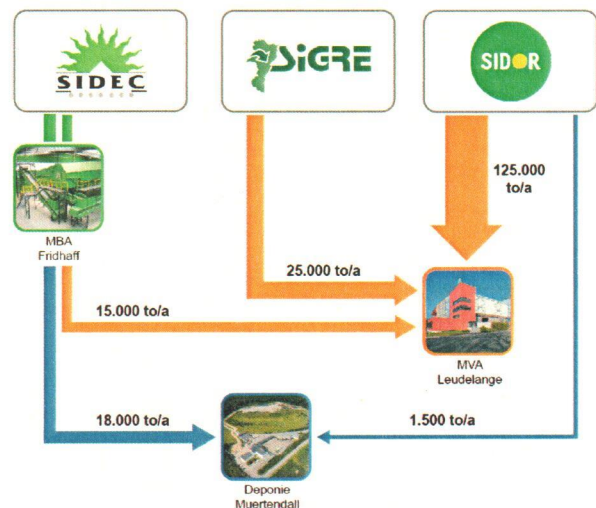 SIDEC
SIGRE
SIDOR
125.000
to/a
MBA
Fridhaff
25.000 to/a
15.000 to/a
MVA
Leudelange
18.000 to/a
1.500 to/a
Deponie
Muertendall